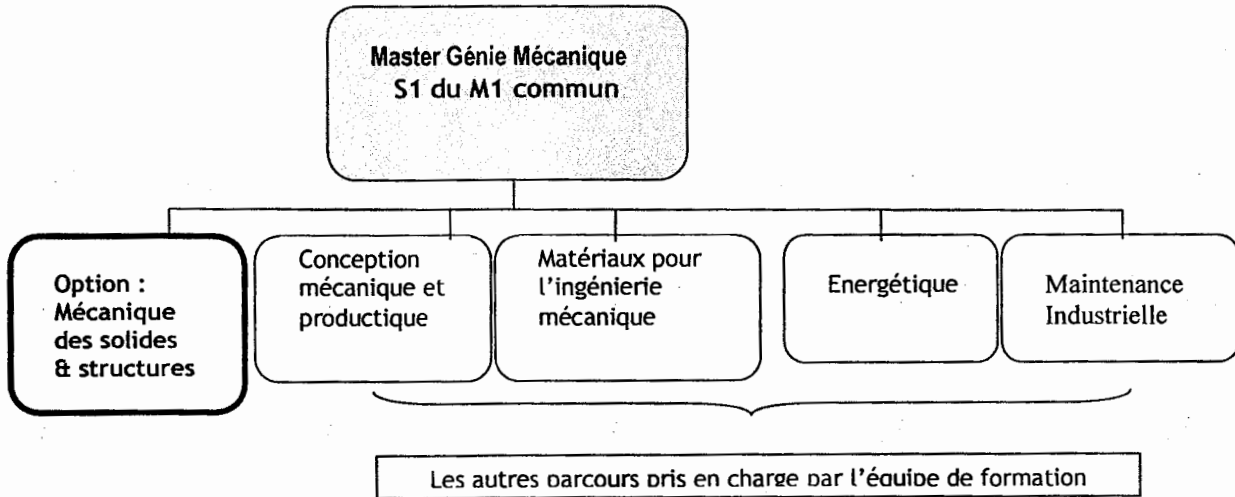 Master Génie Mécanique
S1 du M1 commun
Option :
Mécanique
des solides
& structures
Conception
mécanique et
productique
Matériaux pour
l'ingénierie
mécanique
Energétique
Maintenance
Industrielle
Les autres parcours pris en charge par l'équipe de formation